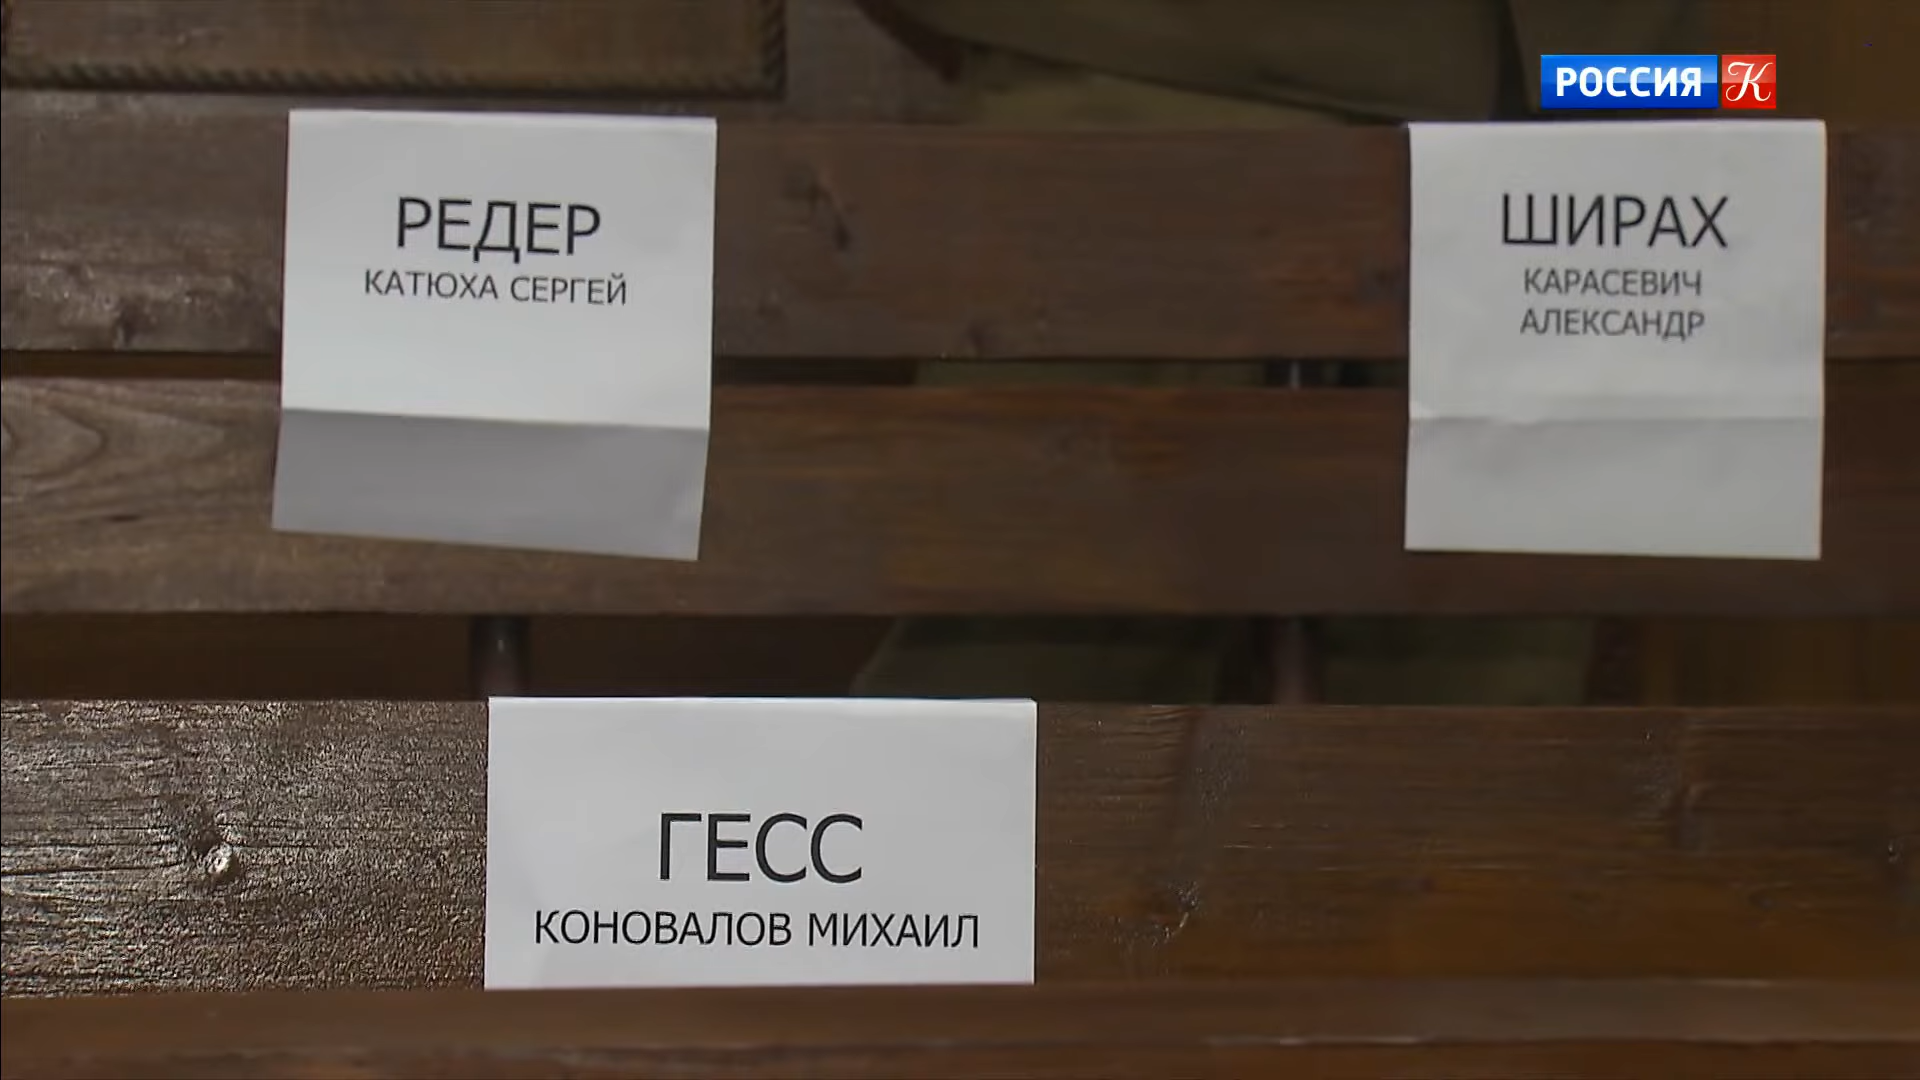 РОССИЯ К
РЕДЕР
КАТЮХА СЕРГЕЙ
ШИРАХ
КАРАСЕВИЧ
АЛЕКСАНДР
ГЕСС
КОНОВАЛОВ МИХАИЛ